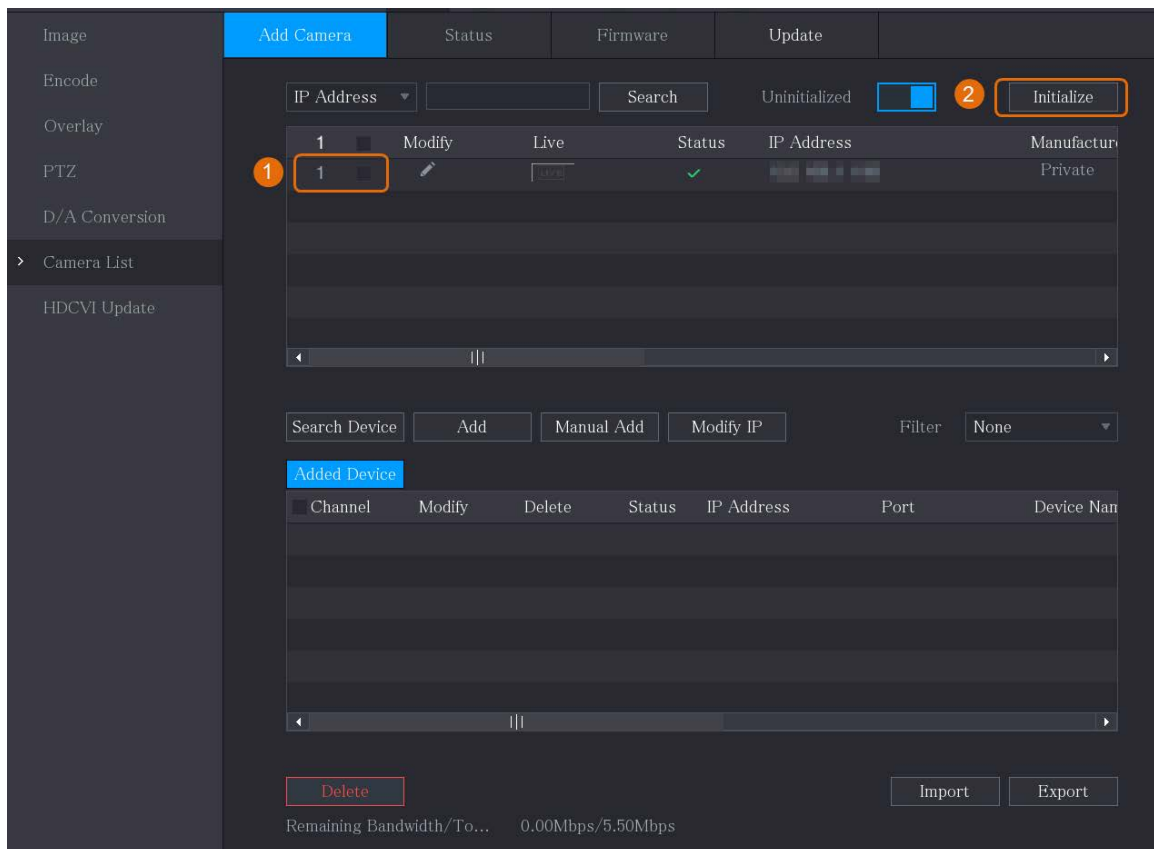 Image
Encode
Overlay
PTZ
D/A Conversion
Camera List
HDCVI Update
Add Camera Status Firmware Update
IP Address Search Uninitialized 2 Initialize
1 Modify Live Status IP Address Manufactur
1 1 LIVE Private
Search Device Add Manual Add Modify IP Filter None
Added Device
Channel Modify Delete Status IP Address Port Device Nam
Delete Import Export
Remaining Bandwidth/To... 0.00Mbps/5.50Mbps